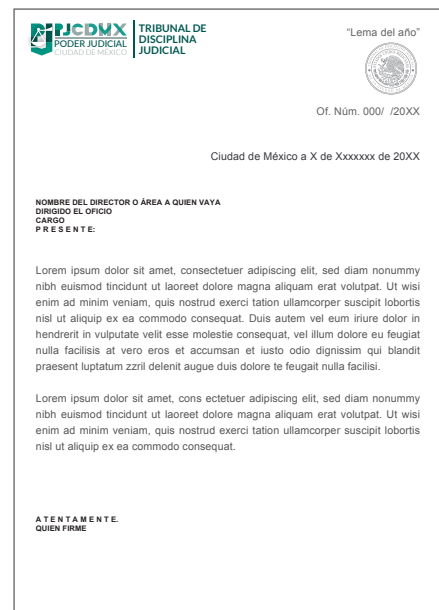 PJCDMX
PODER JUDICIAL
CIUDAD DE MÉXICO
TRIBUNAL DE
DISCIPLINA
JUDICIAL
“Lema del año”
Of. Núm. 000/ /20XX
Ciudad de México a X de Xxxxxxx de 20XX
NOMBRE DEL DIRECTOR O ÁREA A QUIEN VAYA
DIRIGIDO EL OFICIO
CARGO
P R E S E N T E:
Lorem ipsum dolor sit amet, consectetuer adipiscing elit, sed diam nonummy
nibh euismod tincidunt ut laoreet dolore magna aliquam erat volutpat. Ut wisi
enim ad minim veniam, quis nostrud exerci tation ullamcorper suscipit lobortis
nisl ut aliquip ex ea commodo consequat. Duis autem vel eum iriure dolor in
hendrerit in vulputate velit esse molestie consequat, vel illum dolore eu feugiat
nulla facilisis at vero eros et accumsan et iusto odio dignissim qui blandit
praesent luptatum zzril delenit augue duis dolore te feugait nulla facilisi.
Lorem ipsum dolor sit amet, cons ectetuer adipiscing elit, sed diam nonummy
nibh euismod tincidunt ut laoreet dolore magna aliquam erat volutpat. Ut wisi
enim ad minim veniam, quis nostrud exerci tation ullamcorper suscipit lobortis
nisl ut aliquip ex ea commodo consequat.
A T E N T A M E N T E.
QUIEN FIRME